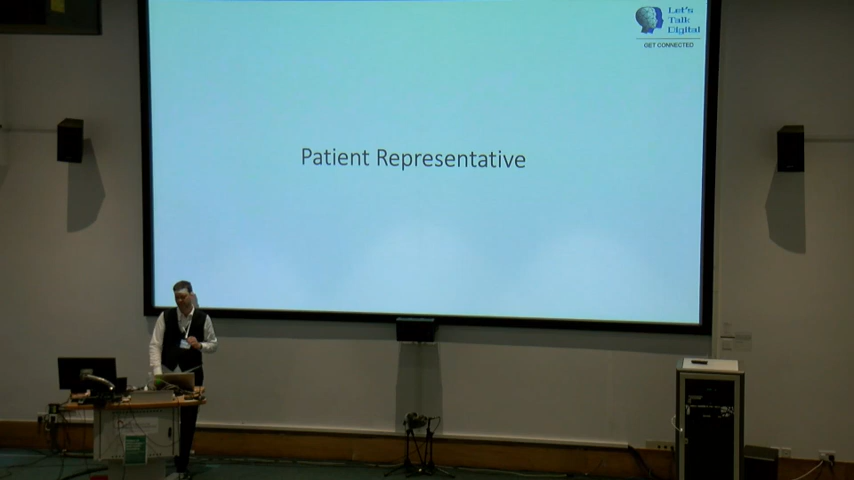 Let's
Talk
Digital
GET CONNECTED
Patient Representative